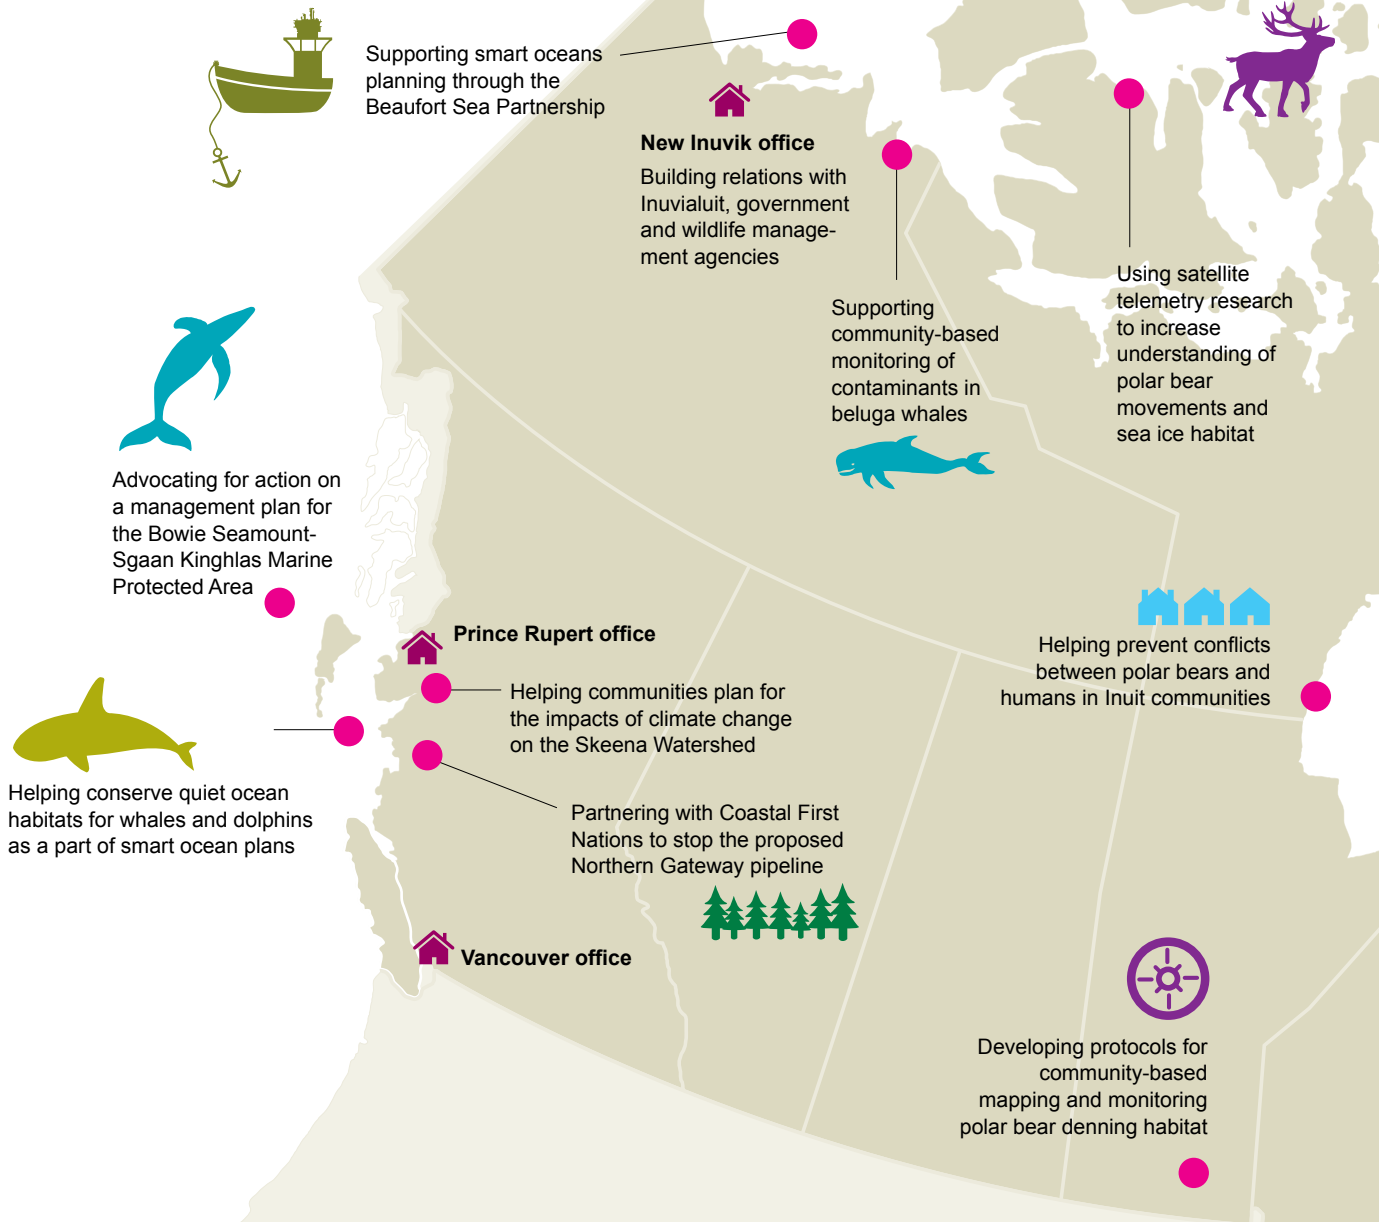 Supporting smart oceans
planning through the
Beaufort Sea Partnership
New Inuvik office
Building relations with
Inuvialuit, government
and wildlife manage-
ment agencies
Supporting
community-based
monitoring of
contaminants in
beluga whales
Using satellite
telemetry research
to increase
understanding of
polar bear
movements and
sea ice habitat
Advocating for action on
a management plan for
the Bowie Seamount-
Sgaan Kinghlas Marine
Protected Area
Prince Rupert office
Helping communities plan for
the impacts of climate change
on the Skeena Watershed
Helping prevent conflicts
between polar bears and
humans in Inuit communities
Helping conserve quiet ocean
habitats for whales and dolphins
as a part of smart ocean plans
Partnering with Coastal First
Nations to stop the proposed
Northern Gateway pipeline
Vancouver office
Developing protocols for
community-based
mapping and monitoring
polar bear denning habitat